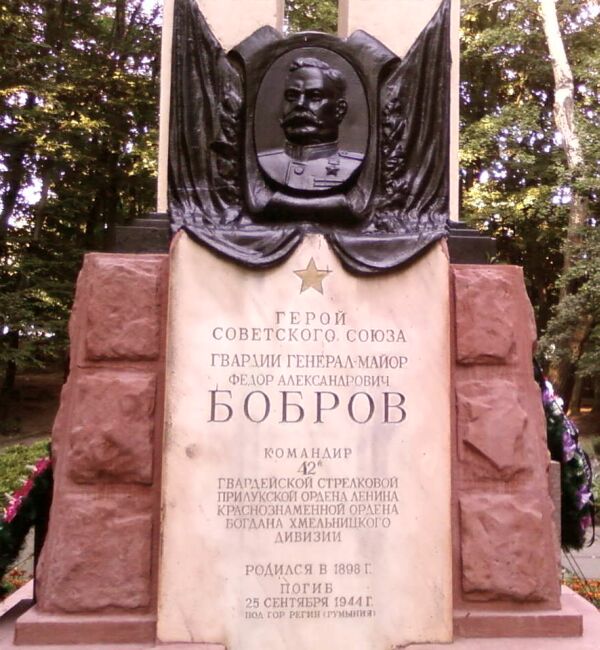 ГЕРОЙ
СОВЕТСКОГО СОЮЗА
ГВАРДИИ ГЕНЕРАЛ-МАЙОР
ФЕДОР АЛЕКСАНДРОВИЧ
БОБРОВ
КОМАНДИР
42й
ГВАРДЕЙСКОЙ СТРЕЛКОВОЙ
ПРИЛУКСКОЙ ОРДЕНА ЛЕНИНА
КРАСНОЗНАМЕННОЙ ОРДЕНА
БОГДАНА ХМЕЛЬНИЦКОГО
ДИВИЗИИ
РОДИЛСЯ В 1898 Г.
ПОГИБ
25 СЕНТЯБРЯ 1944 Г.
ПОД ГОР РЕГИН (РУМЫНИЯ)